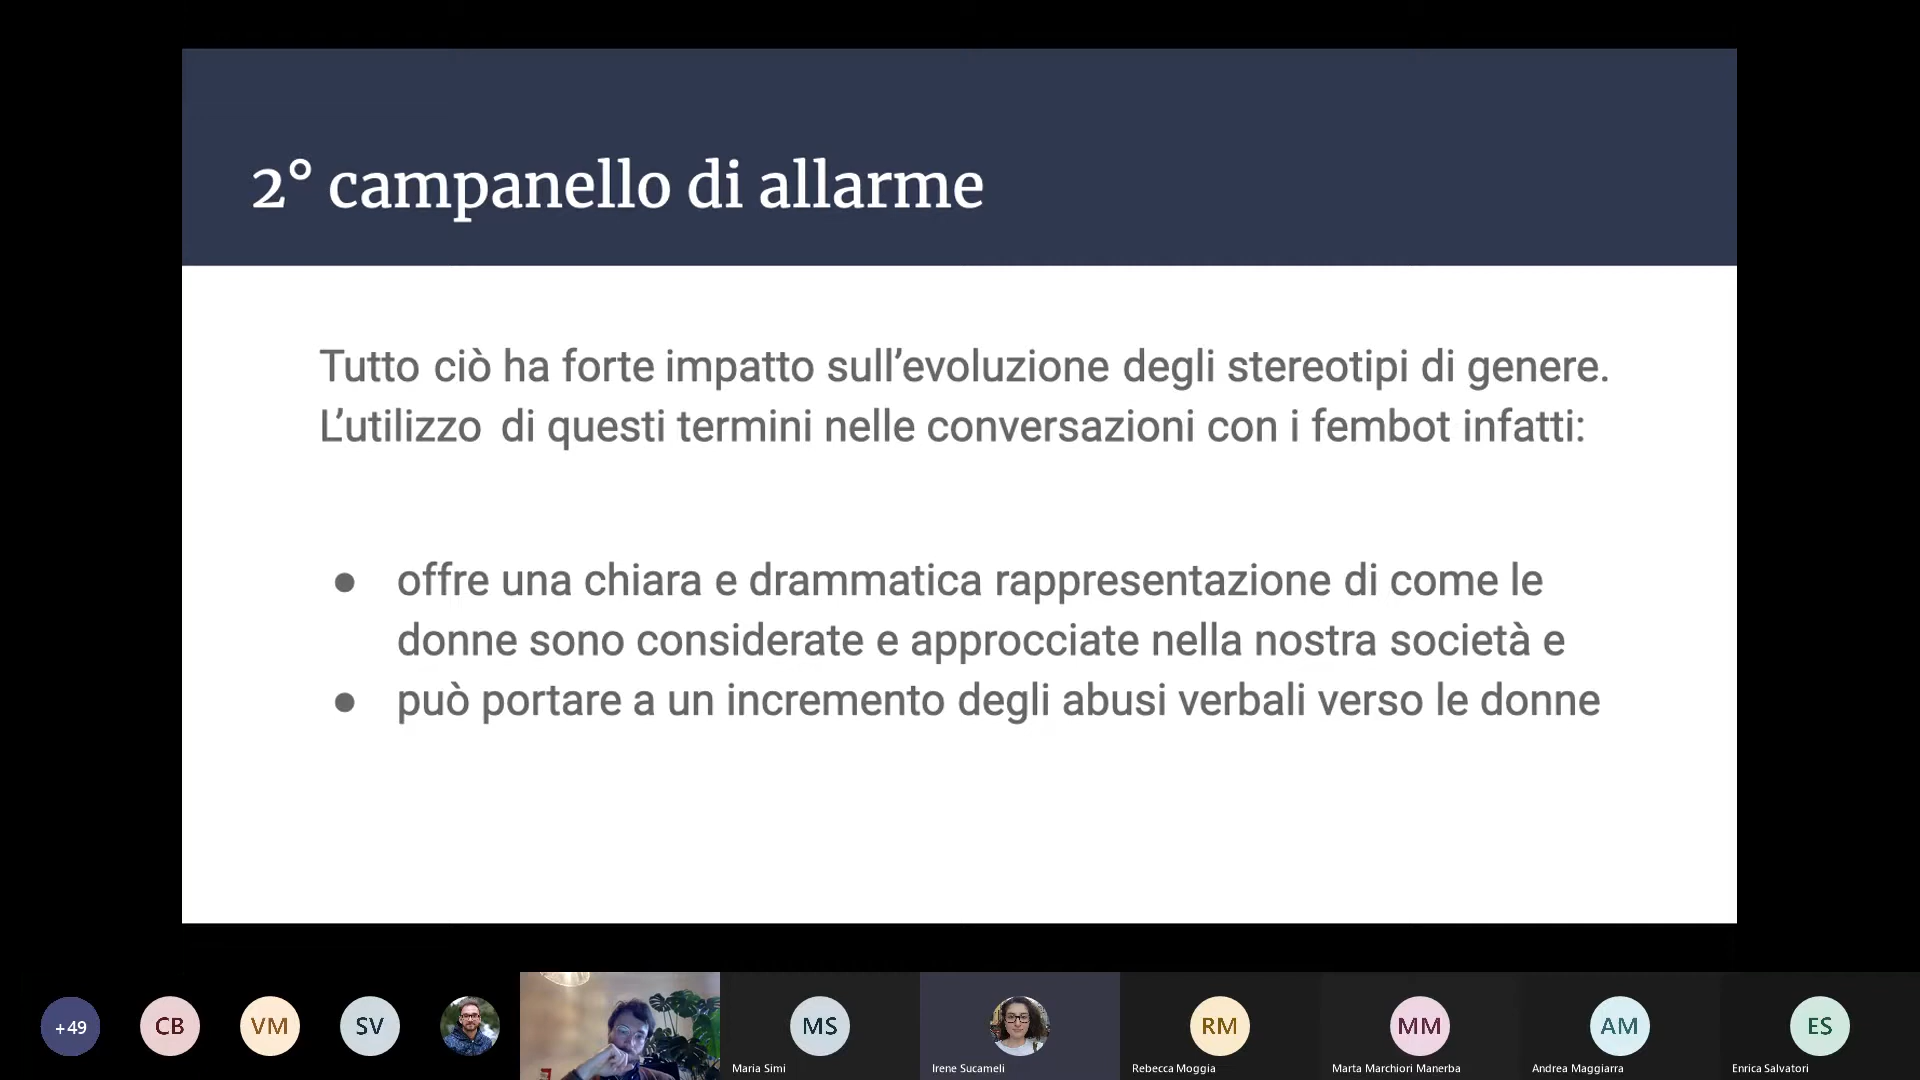 2° campanello di allarme
Tutto ciò ha forte impatto sull’evoluzione degli stereotipi di genere.
L’utilizzo di questi termini nelle conversazioni con i fembot infatti:
● offre una chiara e drammatica rappresentazione di come le
donne sono considerate e approcciate nella nostra società e
● può portare a un incremento degli abusi verbali verso le donne
+49
CB
VM
SV
MS
RM
MM
AM
ES
Maria Simi
Irene Sucameli
Rebecca Moggia
Marta Marchiori Manerba
Andrea Maggiarra
Enrica Salvatori